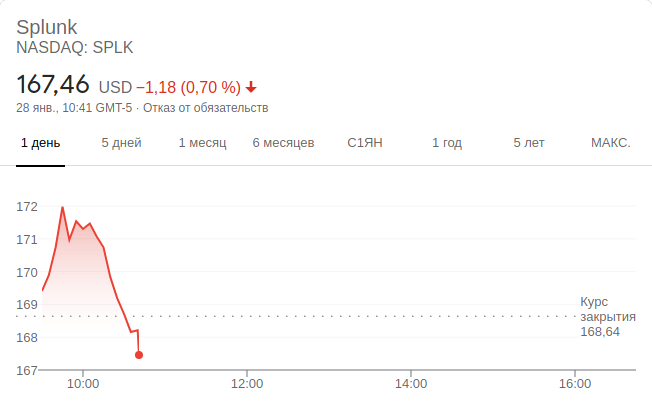 Splunk
NASDAQ: SPLK
167,46 USD −1,18 (0,70 %)
28 янв., 10:41 GMT-5 · Отказ от обязательств
1 день 5 дней 1 месяц 6 месяцев С1ЯН 1 год 5 лет МАКС.
172
171
170
169
168
167
Курс
закрытия
168,64
10:00 12:00 14:00 16:00